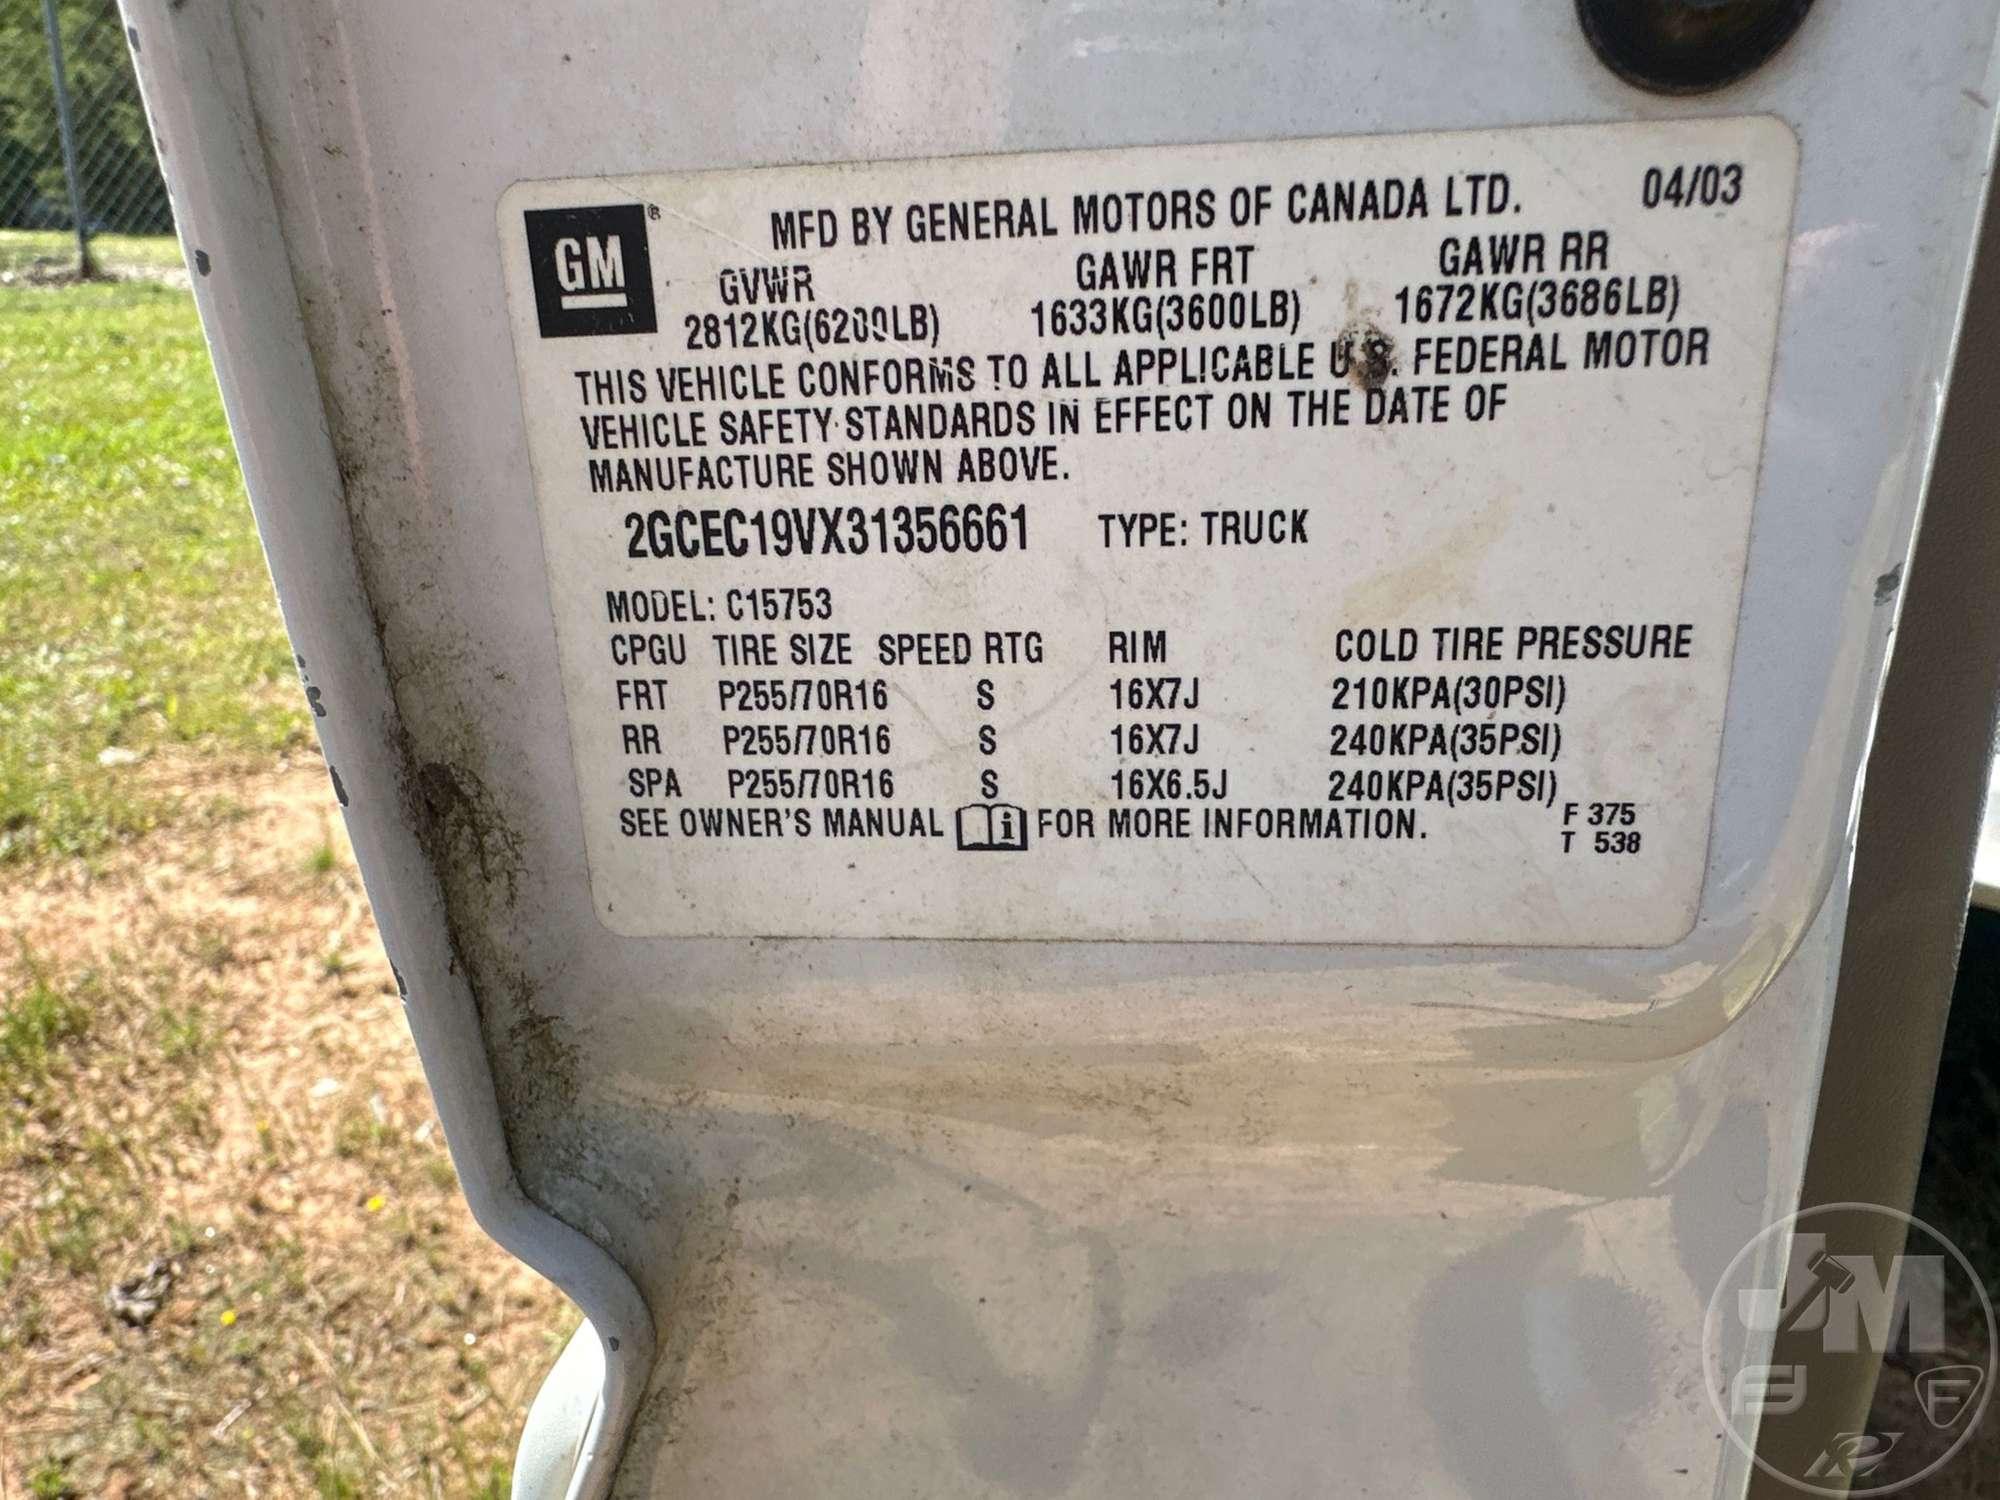 GM ®
MFD BY GENERAL MOTORS OF CANADA LTD. 04/03
GVWR GAWR FRT GAWR RR
2812KG(6200LB) 1633KG(3600LB) 1672KG(3686LB)
THIS VEHICLE CONFORMS TO ALL APPLICABLE U.S. FEDERAL MOTOR
VEHICLE SAFETY STANDARDS IN EFFECT ON THE DATE OF
MANUFACTURE SHOWN ABOVE.
2GCEC19VX31356661 TYPE: TRUCK
MODEL: C15753
CPGU TIRE SIZE SPEED RTG RIM COLD TIRE PRESSURE
FRT P255/70R16 S 16X7J 210KPA(30PSI)
RR P255/70R16 S 16X7J 240KPA(35PSI)
SPA P255/70R16 S 16X6.5J 240KPA(35PSI)
SEE OWNER'S MANUAL i FOR MORE INFORMATION. F 375
T 538
JM
F